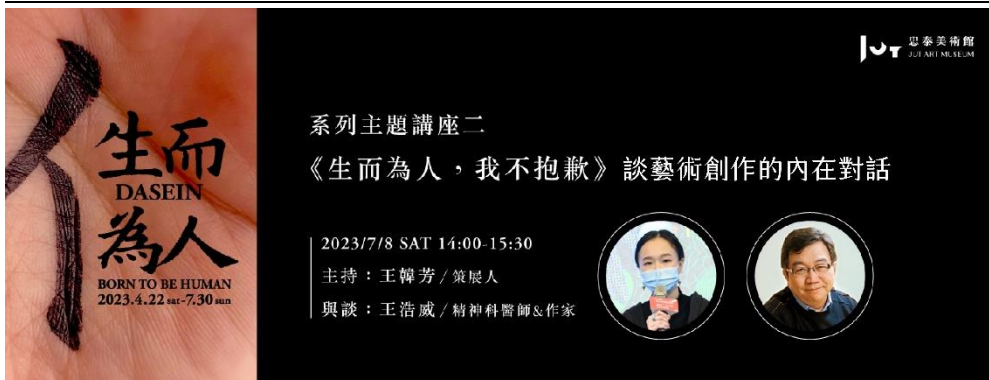 人
生而
DASEIN
為人
BORN TO BE HUMAN
2023.4.22 sat-7.30 sun
JUT 忠泰美術館
JUT ART MUSEUM
系列主題講座二
《生而為人，我不抱歉》談藝術創作的內在對話
2023/7/8 SAT 14:00-15:30
主持：王韓芳/策展人
與談：王浩威/精神科醫師&作家